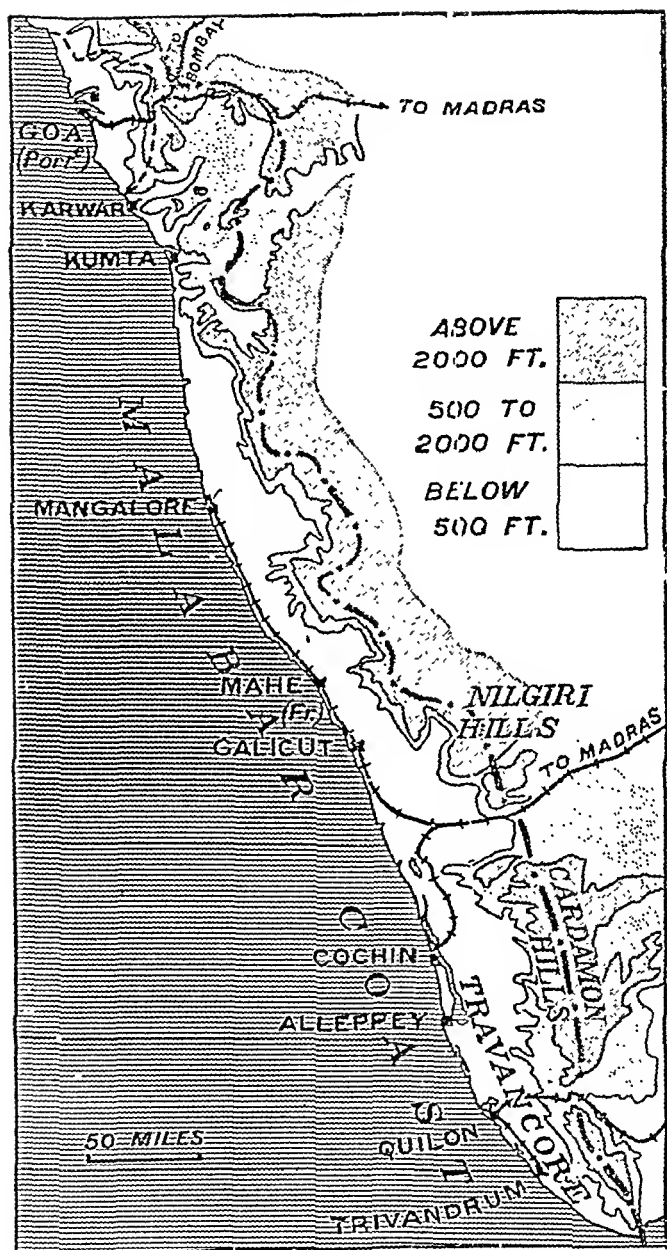 TO
BOMBAY
TO MADRAS
GOA
(Port.)
KARWAR
KUMTA
ABOVE
2000 FT.
500 TO
2000 FT.
BELOW
500 FT.
MALABAR COAST
MANGALORE
MAHE
(Fr.)
CALICUT
NILGIRI
HILLS
TO MADRAS
CARDAMON
HILLS
COCHIN
ALLEPPEY
TRAVANCORE
50 MILES
QUILON
TRIVANDRUM